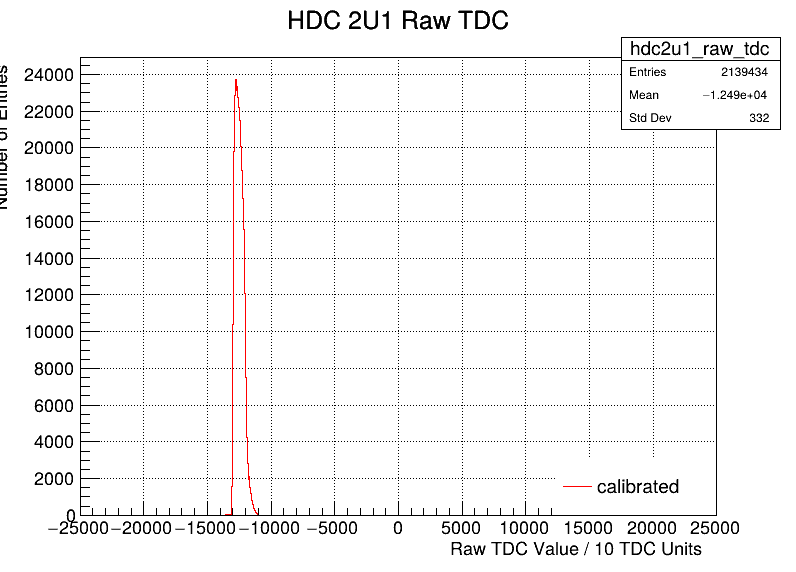 HDC 2U1 Raw TDC
hdc2u1_raw_tdc
Entries 2139434
Mean −1.249e+04
Std Dev 332
Number of Entries
24000
22000
20000
18000
16000
14000
12000
10000
8000
6000
4000
2000
0
calibrated
−25000 −20000 −15000 −10000 −5000 0 5000 10000 15000 20000 25000
Raw TDC Value / 10 TDC Units